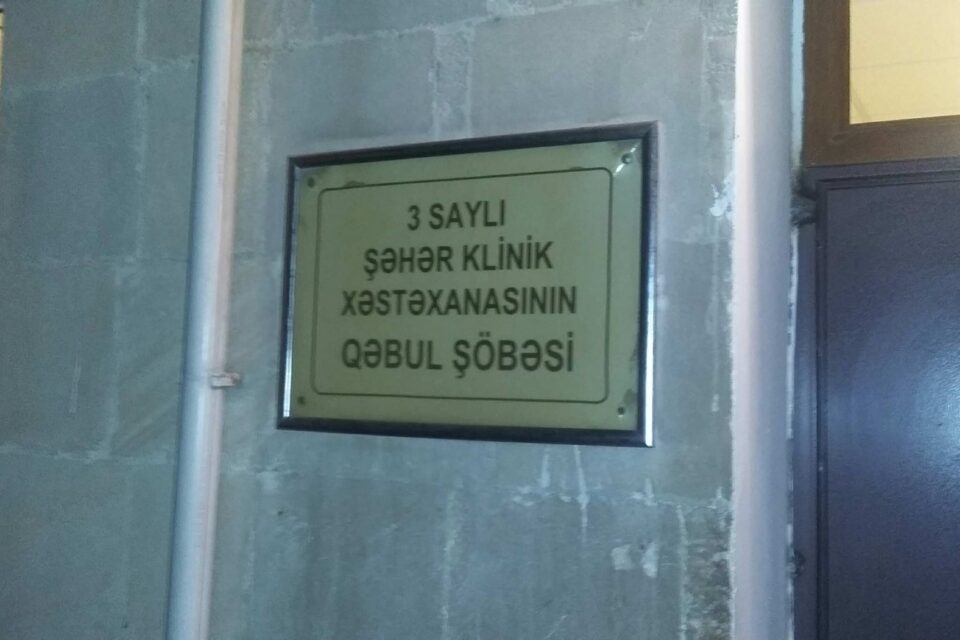 3 SAYLI
ŞƏHƏR KLİNİK
XƏSTƏXANASININ
QƏBUL ŞÖBƏSİ